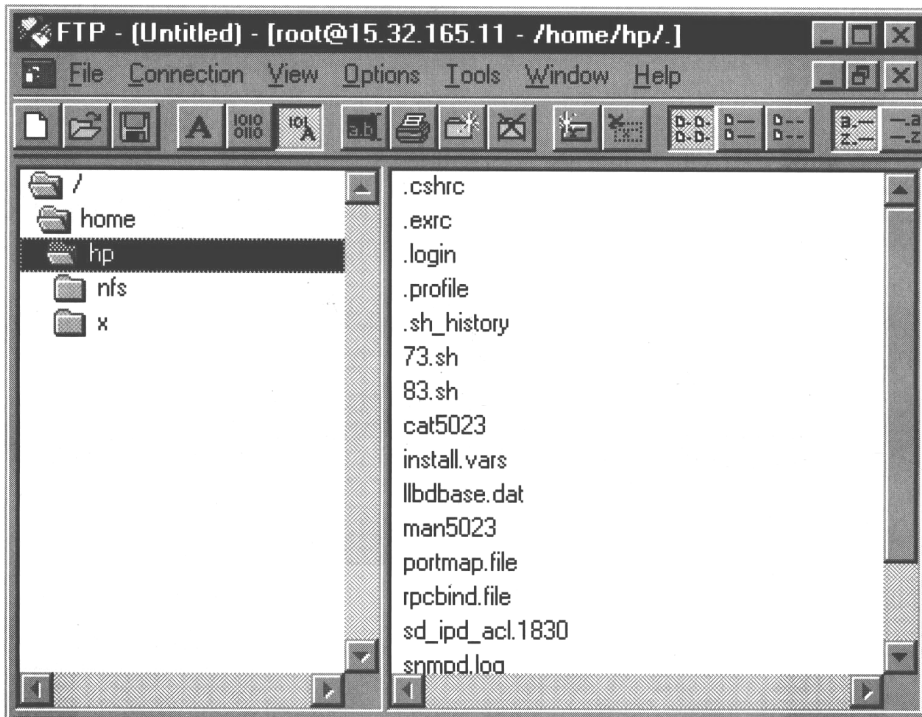 FTP - (Untitled) - [root@15.32.165.11 - /home/hp/.]
File Connection View Options Tools Window Help
/
home
hp
nfs
x
.cshrc
.exrc
.login
.profile
.sh_history
73.sh
83.sh
cat5023
install.vars
llbdbase.dat
man5023
portmap.file
rpcbind.file
sd_ipd_acl.1830
snmpd.log